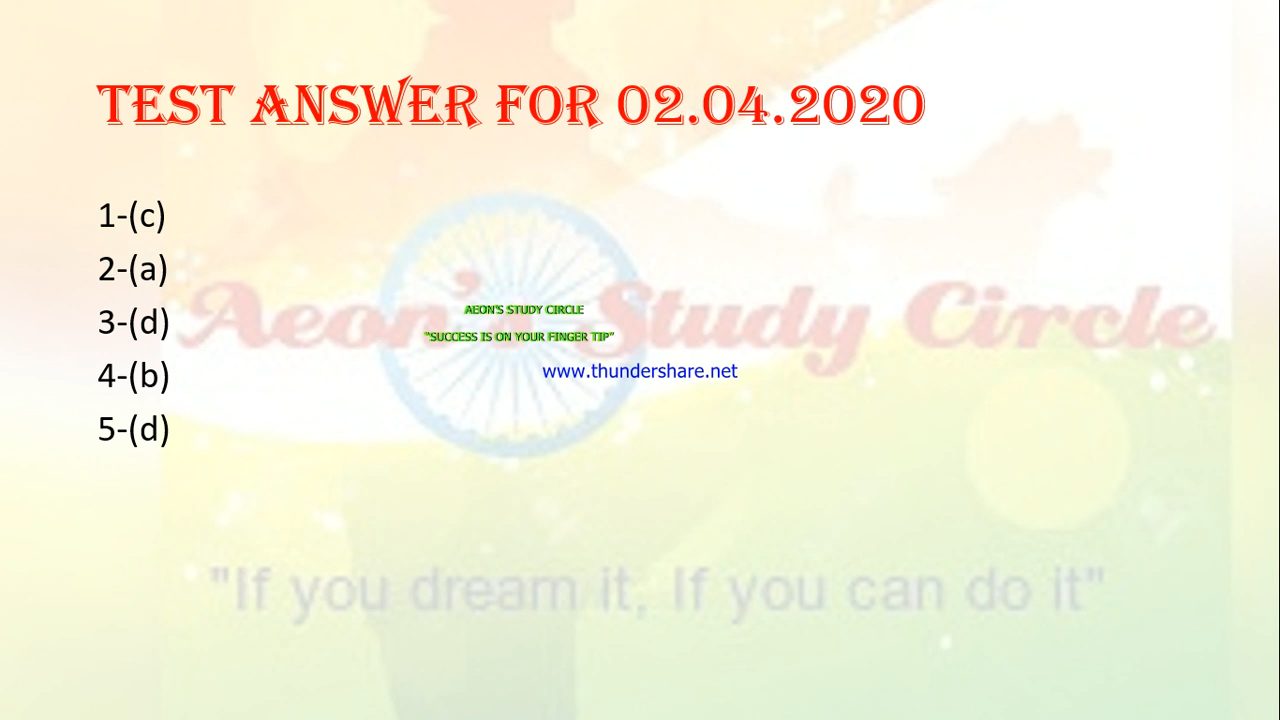 TEST ANSWER FOR 02.04.2020
1-(c)
2-(a)
3-(d)
4-(b)
5-(d)
Aeon's Study Circle
AEON'S STUDY CIRCLE
"SUCCESS IS ON YOUR FINGER TIP"
www.thundershare.net
"If you dream it, If you can do it"